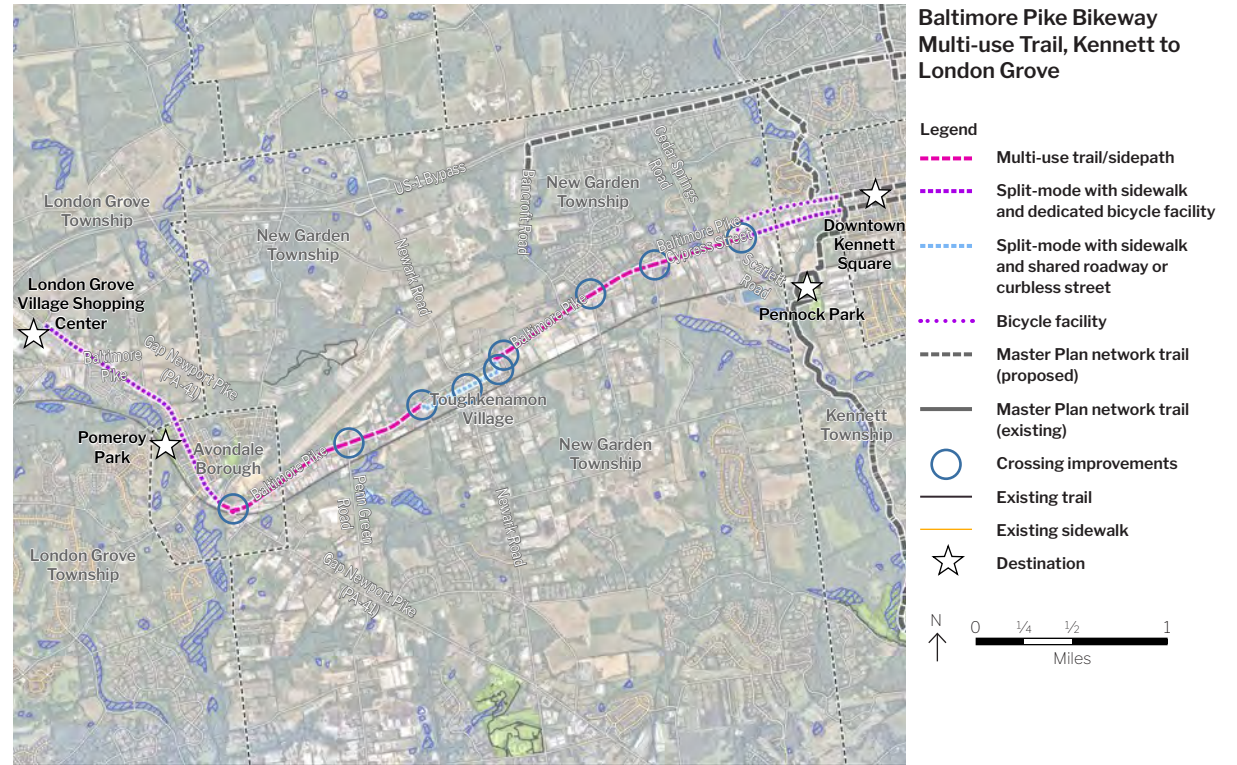 Baltimore Pike Bikeway
Multi-use Trail, Kennett to
London Grove
Legend
Multi-use trail/sidepath
Split-mode with sidewalk
and dedicated bicycle facility
Split-mode with sidewalk
and shared roadway or
curbless street
Bicycle facility
Master Plan network trail
(proposed)
Master Plan network trail
(existing)
Crossing improvements
Existing trail
Existing sidewalk
Destination
N
0 ¼ ½ 1
Miles
London Grove
Township
US-1 Bypass
New Garden
Township
Newark Road
Bancroft Road
New Garden
Township
Cedar Springs
Road
Baltimore Pike
Cypress Street
Scarlett
Road
Downtown
Kennett
Square
Pennock Park
London Grove
Village Shopping
Center
Baltimore
Pike
Gap Newport Pike
(PA-41)
Baltimore Pike
Toughkenamon
Village
Pomeroy
Park
Avondale
Borough
Baltimore Pike
Penn Green
Road
Newark Road
New Garden
Township
Kennett
Township
London Grove
Township
Gap Newport Pike
(PA-41)